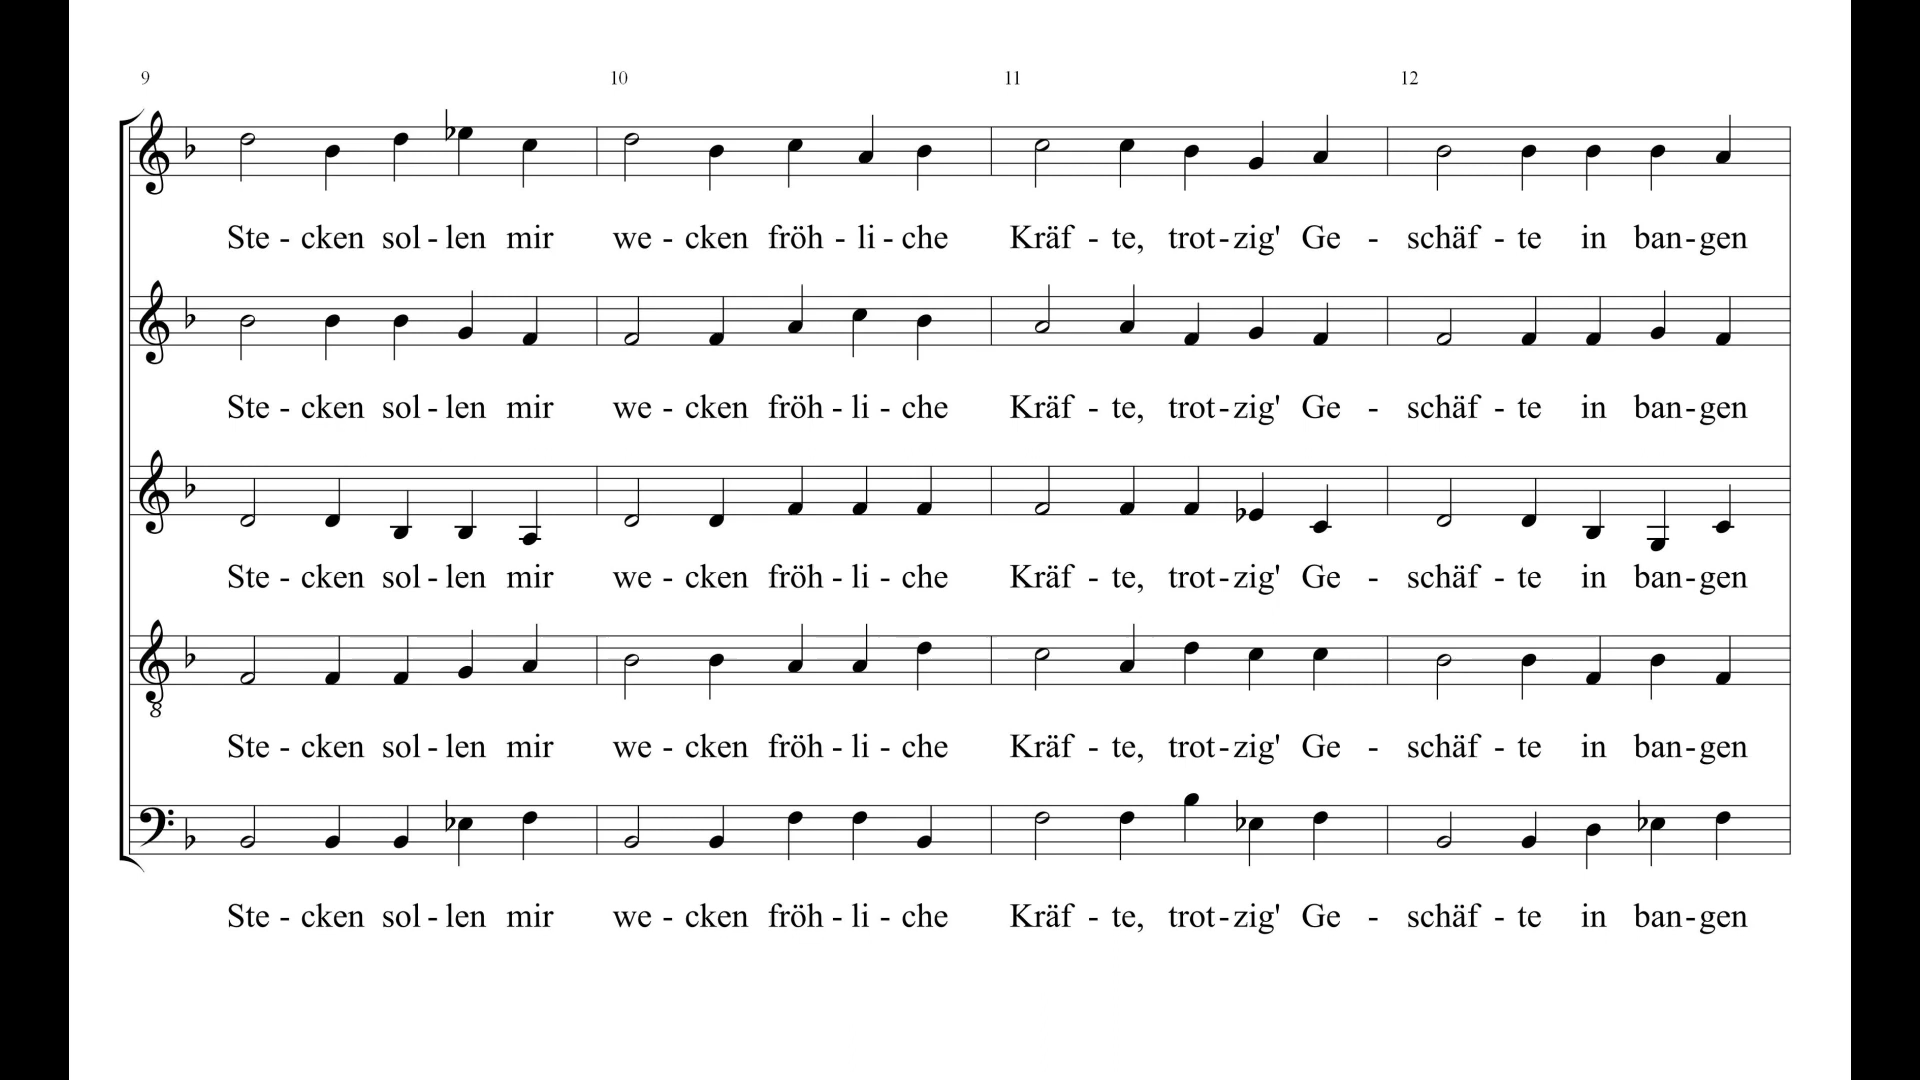 9 10 11 12
Ste - cken sol - len mir we - cken fröh - li - che Kräf - te, trot - zig' Ge - schäf - te in ban - gen
Ste - cken sol - len mir we - cken fröh - li - che Kräf - te, trot - zig' Ge - schäf - te in ban - gen
Ste - cken sol - len mir we - cken fröh - li - che Kräf - te, trot - zig' Ge - schäf - te in ban - gen
8
Ste - cken sol - len mir we - cken fröh - li - che Kräf - te, trot - zig' Ge - schäf - te in ban - gen
Ste - cken sol - len mir we - cken fröh - li - che Kräf - te, trot - zig' Ge - schäf - te in ban - gen